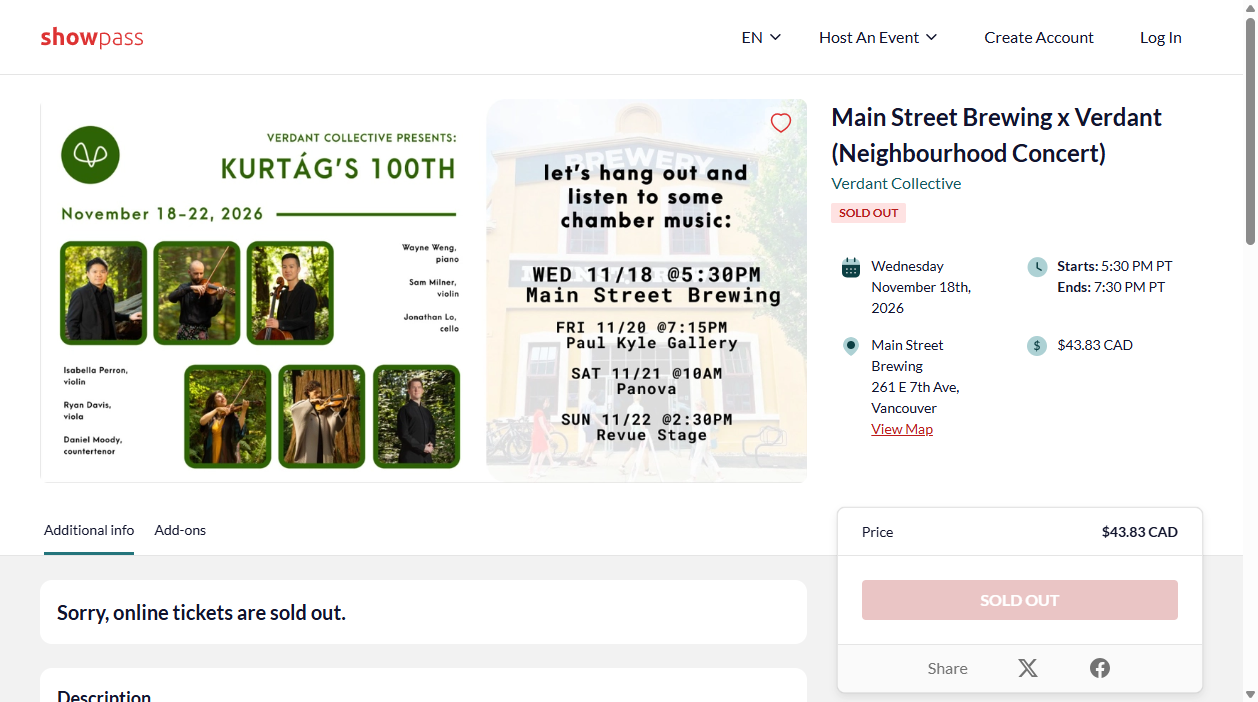 showpass
EN
Host An Event
Create Account
Log In
VERDANT COLLECTIVE PRESENTS:
KURTÁG'S 100TH
November 18–22, 2026
Wayne Weng,
piano
Sam Milner,
violin
Jonathan Lo,
cello
Isabella Perron,
violin
Ryan Davis,
viola
Daniel Moody,
countertenor
BREWERY
let's hang out and
listen to some
chamber music:
WED 11/18 @5:30PM
Main Street Brewing
FRI 11/20 @7:15PM
Paul Kyle Gallery
SAT 11/21 @10AM
Panova
SUN 11/22 @2:30PM
Revue Stage
Main Street Brewing x Verdant
(Neighbourhood Concert)
Verdant Collective
SOLD OUT
Wednesday
November 18th,
2026
Starts: 5:30 PM PT
Ends: 7:30 PM PT
Main Street
Brewing
261 E 7th Ave,
Vancouver
View Map
$ $43.83 CAD
Additional info
Add-ons
Price
$43.83 CAD
SOLD OUT
Share
Sorry, online tickets are sold out.
Description